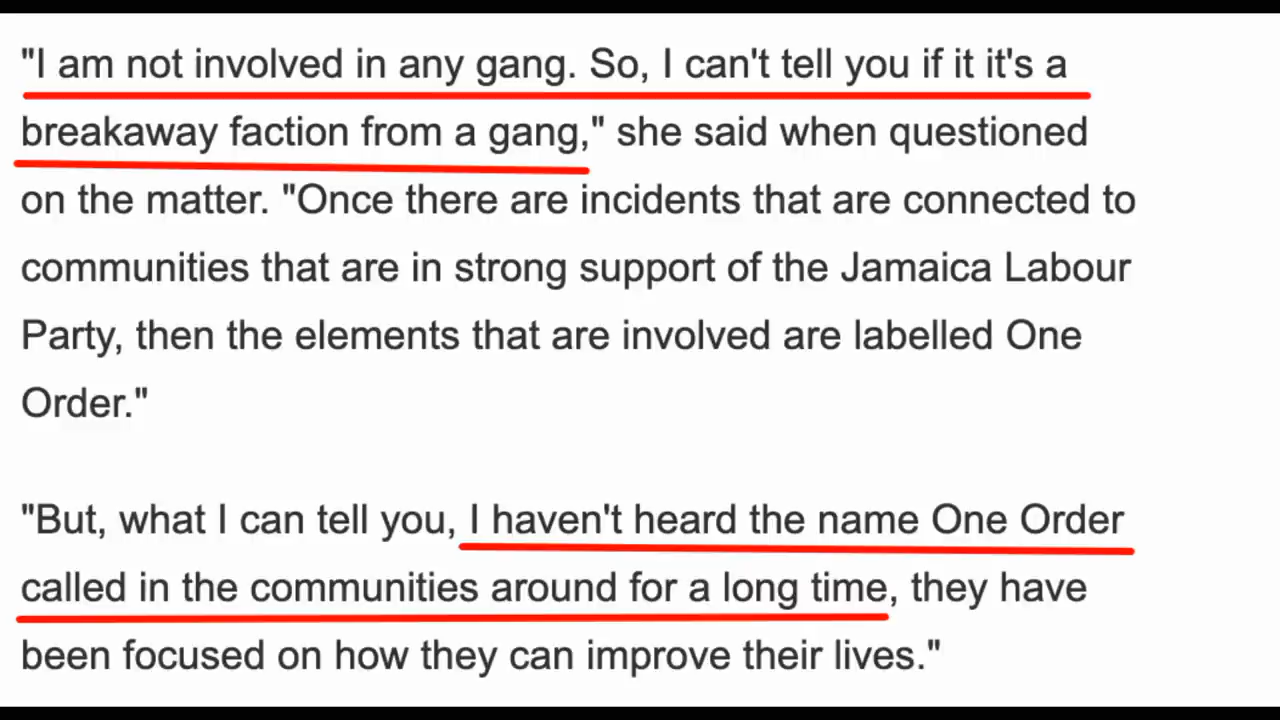 "I am not involved in any gang. So, I can't tell you if it it's a
breakaway faction from a gang," she said when questioned
on the matter. "Once there are incidents that are connected to
communities that are in strong support of the Jamaica Labour
Party, then the elements that are involved are labelled One
Order."
"But, what I can tell you, I haven't heard the name One Order
called in the communities around for a long time, they have
been focused on how they can improve their lives."